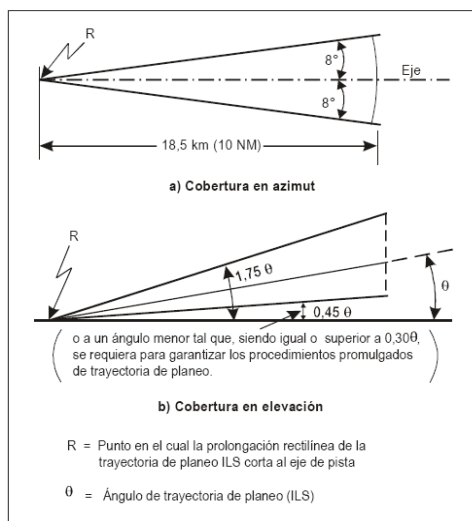 R
8°
Eje
8°
18,5 km (10 NM)
a) Cobertura en azimut
R
1,75 θ
θ
0,45 θ
( o a un ángulo menor tal que, siendo igual o superior a 0,30θ,
se requiera para garantizar los procedimientos promulgados
de trayectoria de planeo. )
b) Cobertura en elevación
R = Punto en el cual la prolongación rectilínea de la
trayectoria de planeo ILS corta al eje de pista
θ = Ángulo de trayectoria de planeo (ILS)